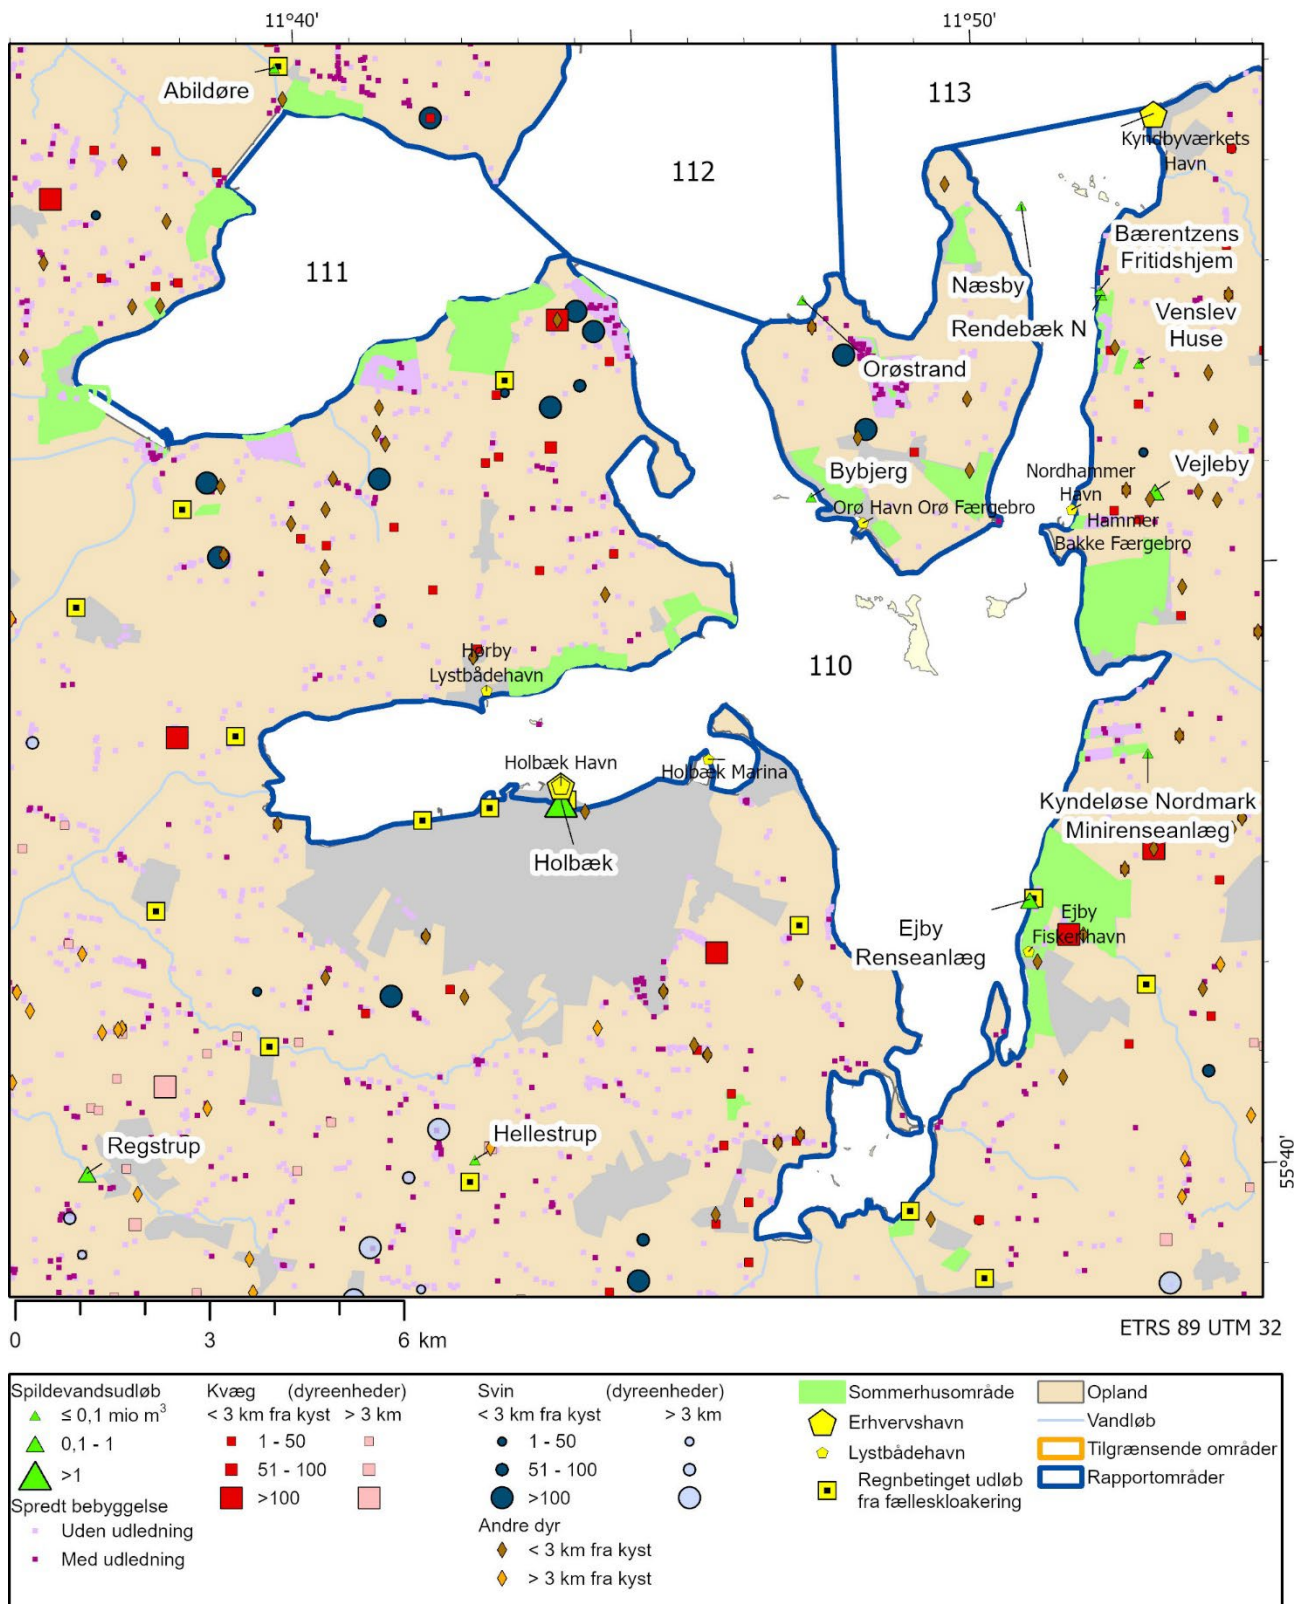 11°40'
11°50'
Abildøre
113
112
Kyndbyværkets
Havn
Bærentzens
Fritidshjem
111
Næsby
Venslev
Huse
Rendebæk N
Orøstrand
Bybjerg
Nordhammer
Havn
Vejleby
Orø Havn
Orø Færgebro
Hammer
Bakke Færgebro
Hørby
Lystbådehavn
110
Holbæk Havn
Holbæk Marina
Kyndeløse Nordmark
Minirenseanlæg
Holbæk
Ejby
Renseanlæg
Ejby
Fiskerihavn
Regstrup
Hellestrup
55°40'
0 3 6 km
ETRS 89 UTM 32
Spildevandsudløb
≤ 0,1 mio m³
0,1 - 1
>1
Spredt bebyggelse
Uden udledning
Med udledning
Kvæg (dyreenheder)
< 3 km fra kyst > 3 km
1 - 50
51 - 100
>100
Svin (dyreenheder)
< 3 km fra kyst > 3 km
1 - 50
51 - 100
>100
Andre dyr
< 3 km fra kyst
> 3 km fra kyst
Sommerhusområde
Erhvervshavn
Lystbådehavn
Regnbetinget udløb
fra fælleskloakering
Opland
Vandløb
Tilgrænsende områder
Rapportområder